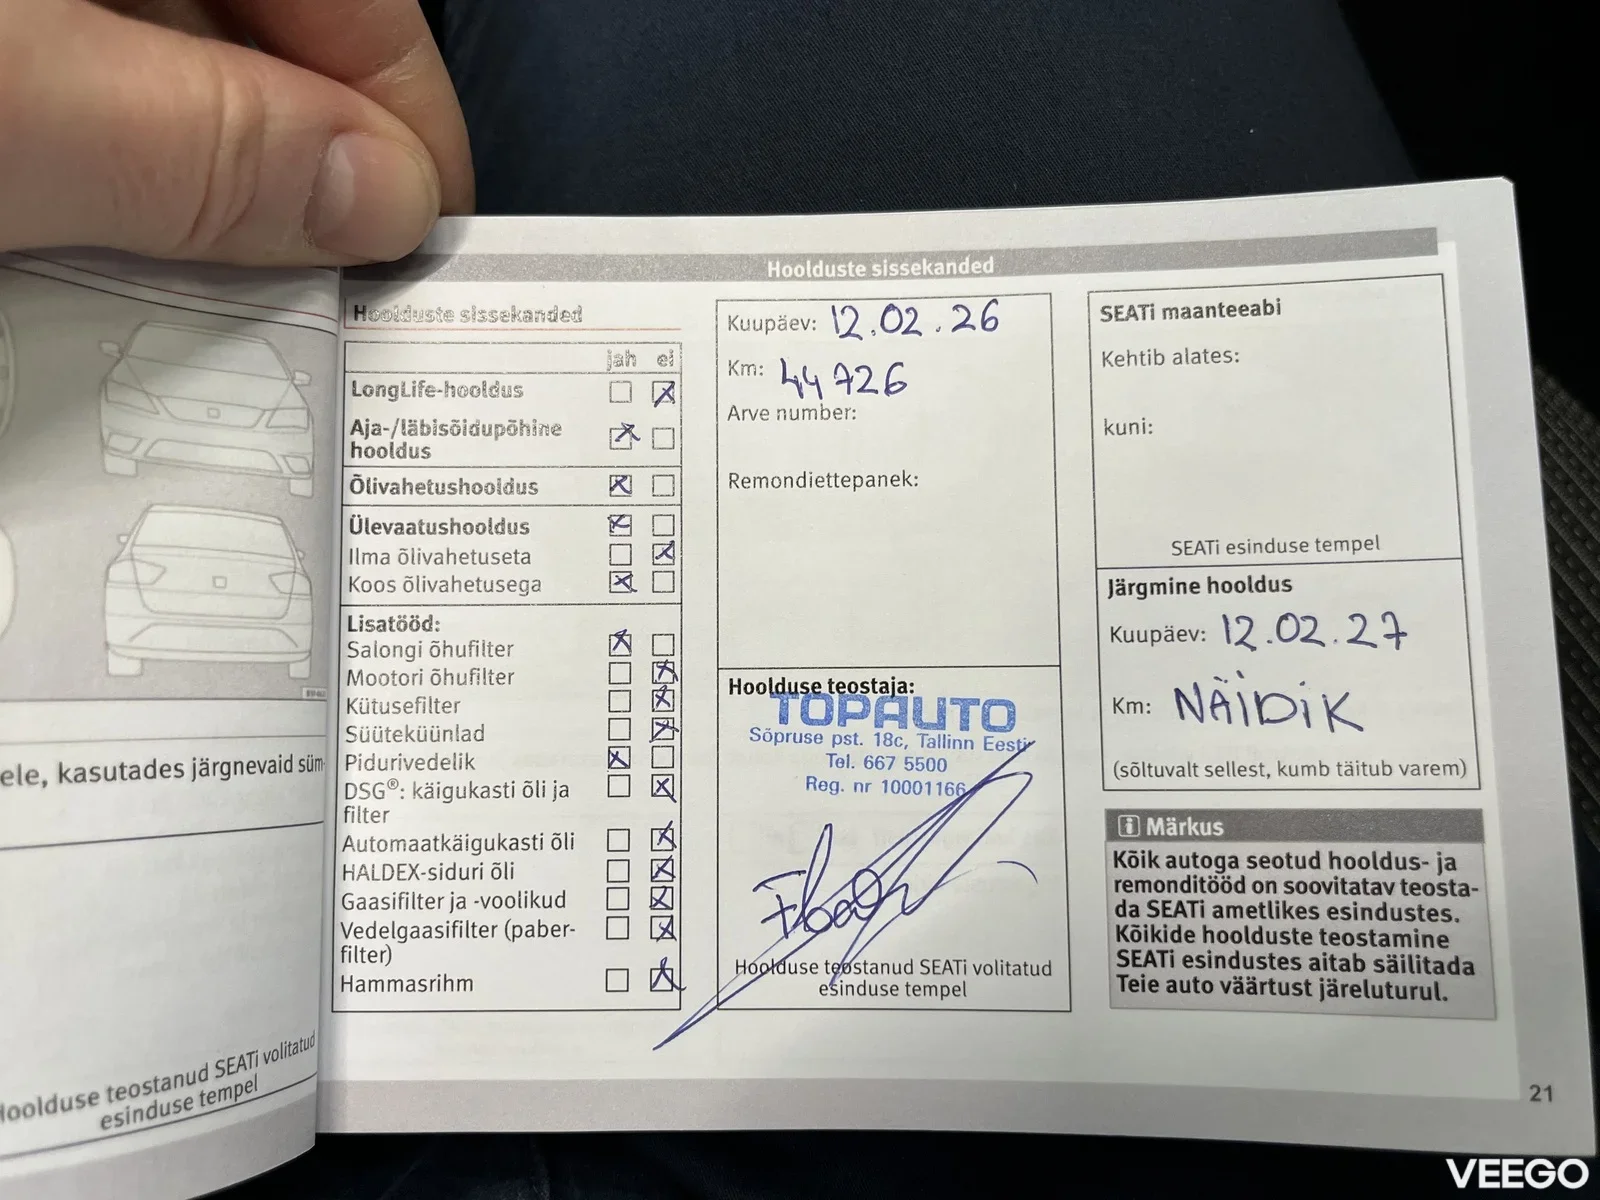 Hoolduste sissekanded
Hoolduste sissekanded
jah ei
LongLife-hooldus
Aja-/läbisõidupõhine
hooldus
Õlivahetushooldus
Ülevaatushooldus
Ilma õlivahetuseta
Koos õlivahetusega
Lisatööd:
Salongi õhufilter
Mootori õhufilter
Kütusefilter
Süüteküünlad
Pidurivedelik
DSG®: käigukasti õli ja
filter
Automaatkäigukasti õli
HALDEX-siduri õli
Gaasifilter ja -voolikud
Vedelgaasifilter (paber-
filter)
Hammasrihm
Kuupäev: 12.02.26
Km: 44726
Arve number:
Remondiettepanek:
Hoolduse teostaja:
TOPAUTO
Sõpruse pst. 18c, Tallinn Eesti
Tel. 667 5500
Reg. nr 10001166
Hoolduse teostanud SEATi volitatud
esinduse tempel
SEATi maanteeabi
Kehtib alates:
kuni:
SEATi esinduse tempel
Järgmine hooldus
Kuupäev: 12.02.27
Km: NÄIDIK
(sõltuvalt sellest, kumb täitub varem)
i Märkus
Kõik autoga seotud hooldus- ja
remonditööd on soovitatav teosta-
da SEATi ametlikes esindustes.
Kõikide hoolduste teostamine
SEATi esindustes aitab säilitada
Teie auto väärtust järeluturul.
21
ele, kasutades järgnevaid süm-
Hoolduse teostanud SEATi volitatud
esinduse tempel
VEEGO